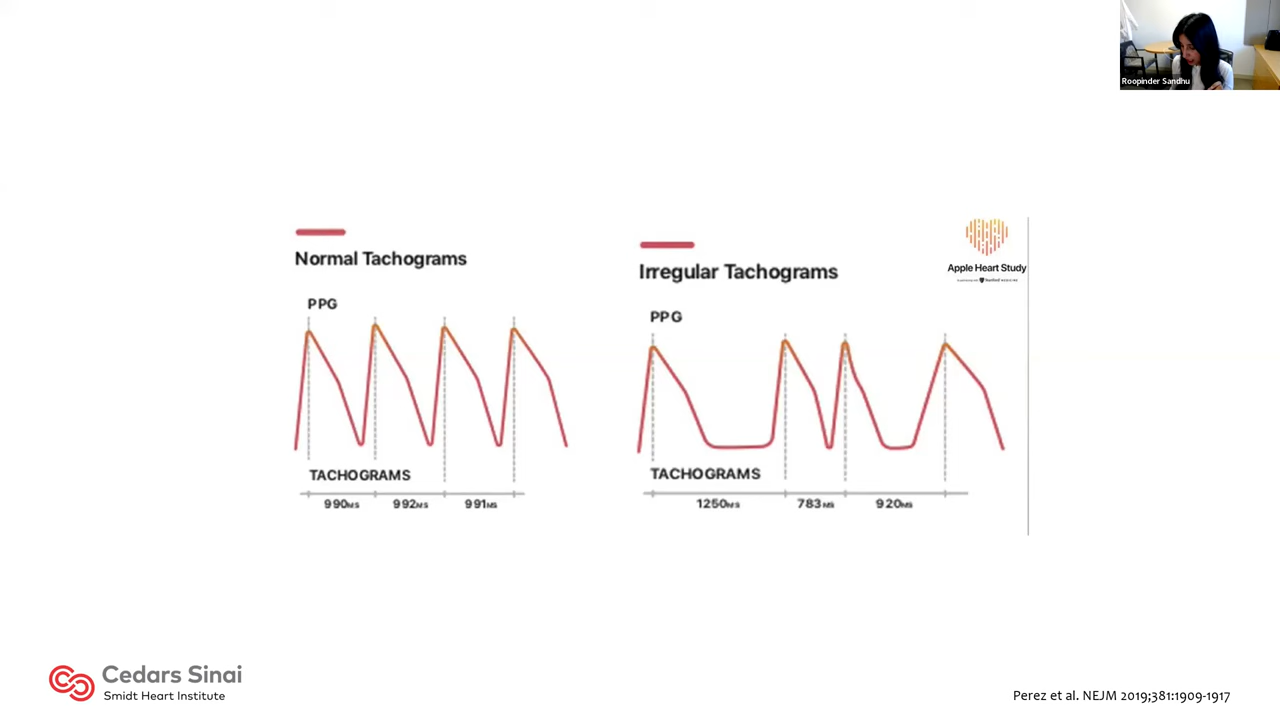 Roopinder Sandhu
Normal Tachograms
PPG
TACHOGRAMS
990MS 992MS 991MS
Irregular Tachograms
PPG
TACHOGRAMS
1250MS 783MS 920MS
Apple Heart Study
Cedars Sinai
Smidt Heart Institute
Perez et al. NEJM 2019;381:1909-1917